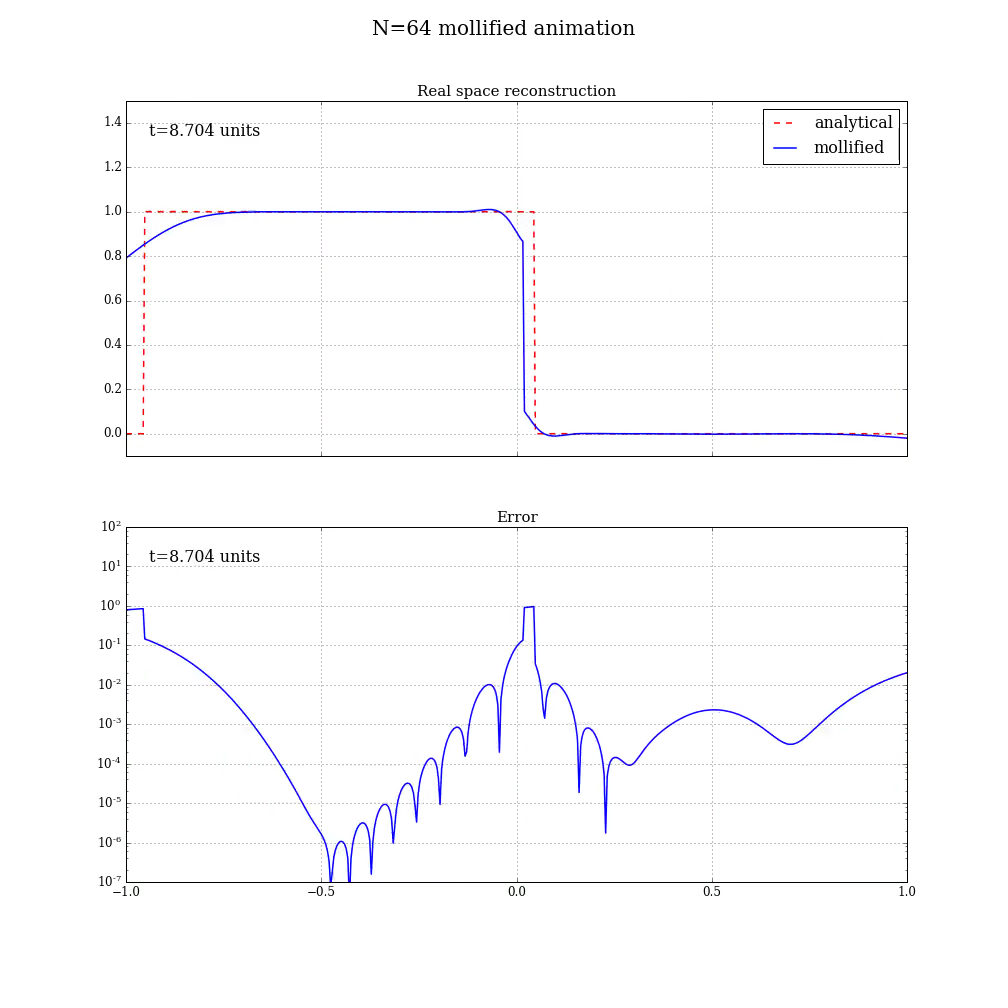 N=64 mollified animation
Real space reconstruction
t=8.704 units
analytical
mollified
1.4
1.2
1.0
0.8
0.6
0.4
0.2
0.0
Error
t=8.704 units
10²
10¹
10⁰
10⁻¹
10⁻²
10⁻³
10⁻⁴
10⁻⁵
10⁻⁶
10⁻⁷
−1.0 −0.5 0.0 0.5 1.0